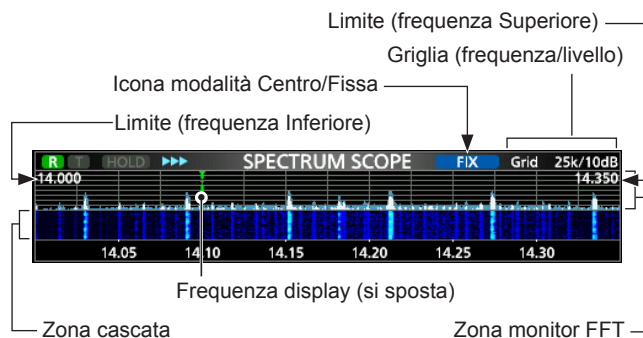 Limite (frequenza Superiore)
Griglia (frequenza/livello)
Icona modalità Centro/Fissa
Limite (frequenza Inferiore)
R T HOLD SPECTRUM SCOPE FIX Grid 25k/10dB
14.000 14.350
14.05 14.10 14.15 14.20 14.25 14.30
Frequenza display (si sposta)
Zona cascata Zona monitor FFT